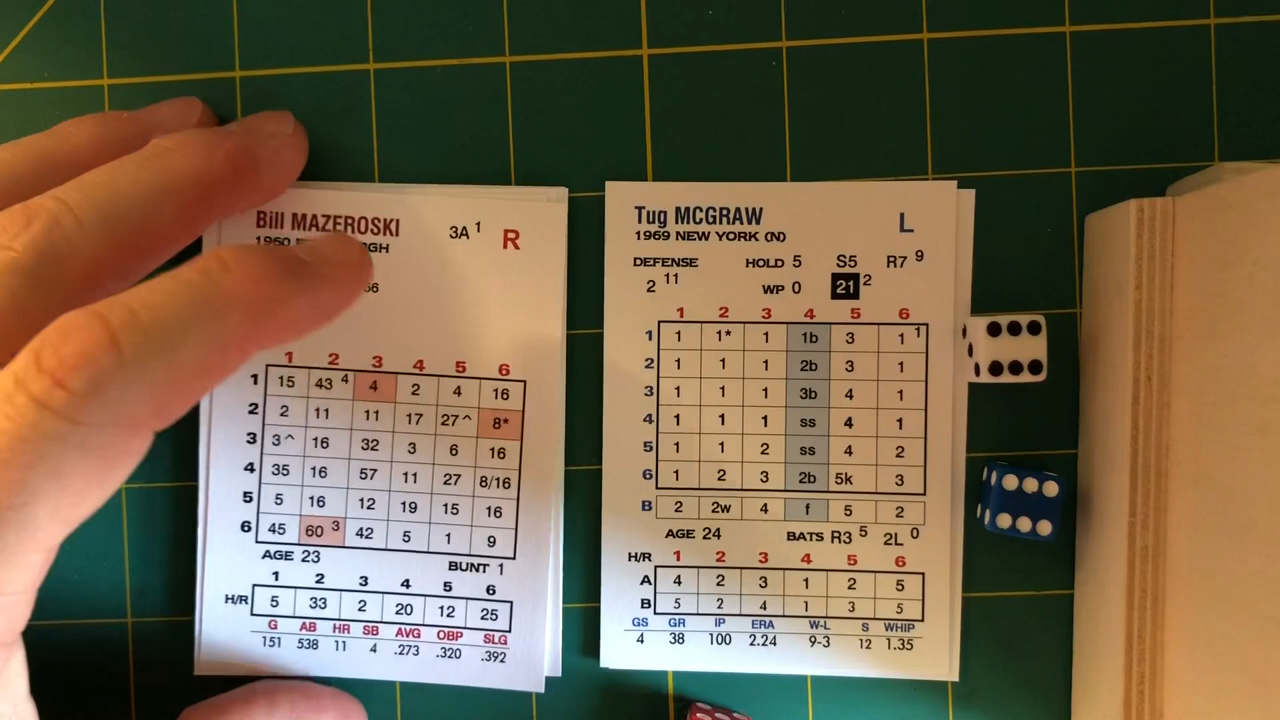 Bill MAZEROSKI
3A 1
R
1960
1 2 3 4 5 6
1 15 43 4 4 2 4 16
2 2 11 11 17 27^ 8*
3 3^ 16 32 3 6 16
4 35 16 57 11 27 8/16
5 5 16 12 19 15 16
6 45 60 3 42 5 1 9
AGE 23 BUNT 1
1 2 3 4 5 6
H/R 5 33 2 20 12 25
G AB HR SB AVG OBP SLG
151 538 11 4 .273 .320 .392
Tug MCGRAW
L
1969 NEW YORK (N)
DEFENSE HOLD 5 S5 R7 9
2 11 WP 0 21 2
1 2 3 4 5 6
1 1 1* 1 1b 3 1 1
2 1 1 1 2b 3 1
3 1 1 1 3b 4 1
4 1 1 1 ss 4 1
5 1 1 2 ss 4 2
6 1 2 3 2b 5k 3
B 2 2w 4 f 5 2
AGE 24 BATS R3 5 2L 0
H/R 1 2 3 4 5 6
A 4 2 3 1 2 5
B 5 2 4 1 3 5
GS GR IP ERA W-L S WHIP
4 38 100 2.24 9-3 12 1.35